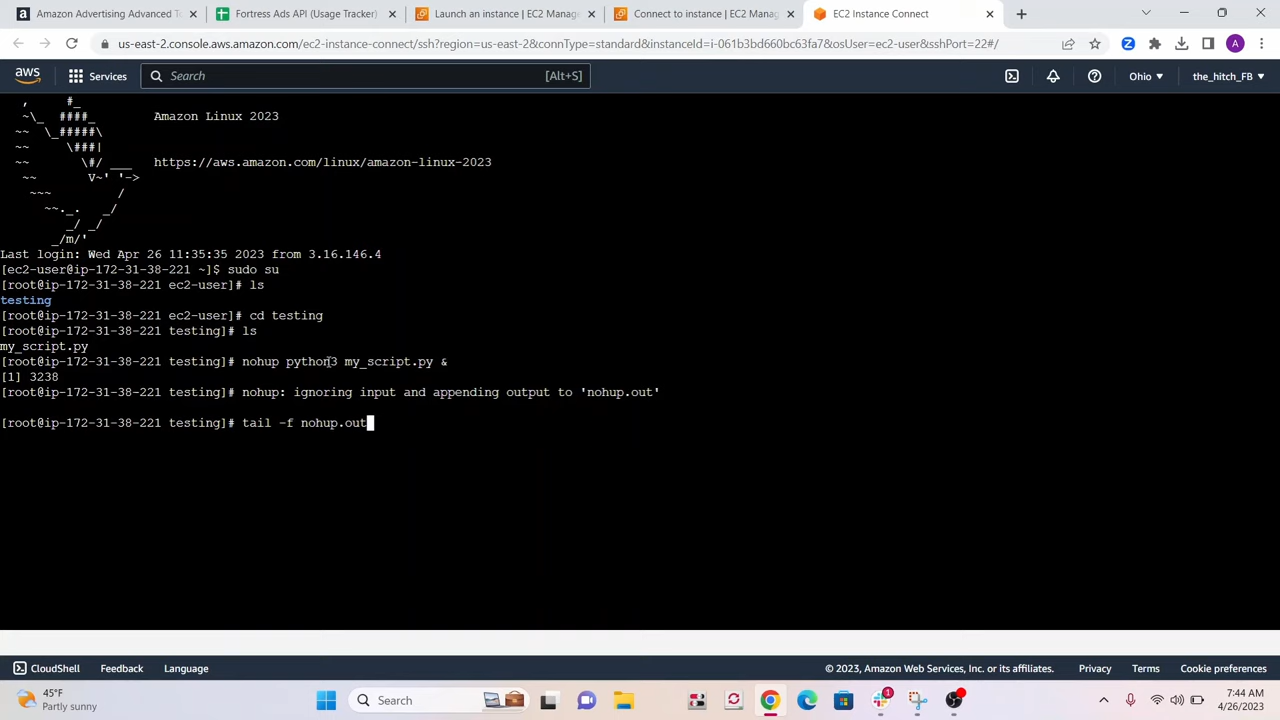 Amazon Advertising Advanced T
Fortress Ads API (Usage Tracker)
Launch an instance | EC2 Manage
Connect to instance | EC2 Manag
EC2 Instance Connect
us-east-2.console.aws.amazon.com/ec2-instance-connect/ssh?region=us-east-2&connType=standard&instanceId=i-061b3bd660bc63fa7&osUser=ec2-user&sshPort=22#/
A
aws
Services
Search
[Alt+S]
Ohio
the_hitch_FB
,     #_
~\_  ####_        Amazon Linux 2023
~~  \_#####\
~~     \###|
~~       \#/ ___   https://aws.amazon.com/linux/amazon-linux-2023
~~       V~' '->
~~~         /
~~._.   _/
_/ _/
_/m/'
Last login: Wed Apr 26 11:35:35 2023 from 3.16.146.4
[ec2-user@ip-172-31-38-221 ~]$ sudo su
[root@ip-172-31-38-221 ec2-user]# ls
testing
[root@ip-172-31-38-221 ec2-user]# cd testing
[root@ip-172-31-38-221 testing]# ls
my_script.py
[root@ip-172-31-38-221 testing]# nohup python3 my_script.py &
[1] 3238
[root@ip-172-31-38-221 testing]# nohup: ignoring input and appending output to 'nohup.out'
[root@ip-172-31-38-221 testing]# tail -f nohup.out
CloudShell
Feedback
Language
© 2023, Amazon Web Services, Inc. or its affiliates.
Privacy
Terms
Cookie preferences
45°F
Partly sunny
Search
1
7:44 AM
4/26/2023